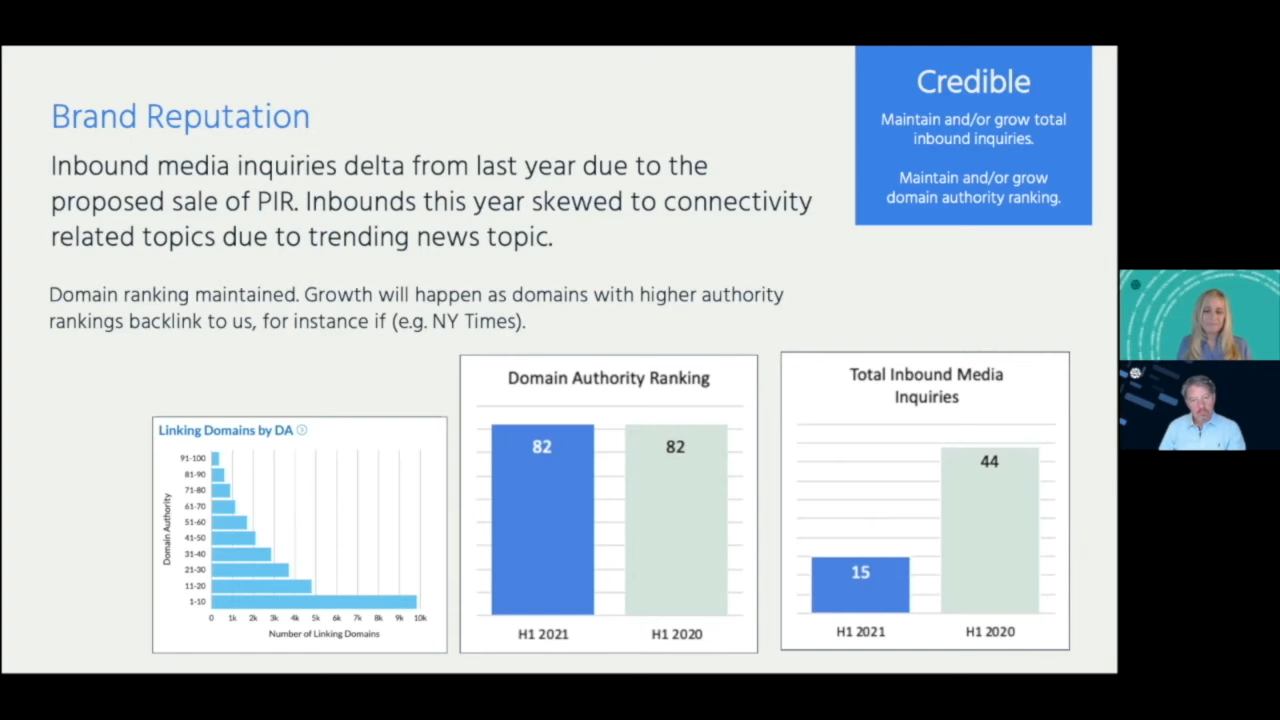 Credible
Maintain and/or grow total
inbound inquiries.
Maintain and/or grow
domain authority ranking.
Brand Reputation
Inbound media inquiries delta from last year due to the
proposed sale of PIR. Inbounds this year skewed to connectivity
related topics due to trending news topic.
Domain ranking maintained. Growth will happen as domains with higher authority
rankings backlink to us, for instance if (e.g. NY Times).
Linking Domains by DA
Domain Authority
91-100
81-90
71-80
61-70
51-60
41-50
31-40
21-30
11-20
1-10
0 1k 2k 3k 4k 5k 6k 7k 8k 9k 10k
Number of Linking Domains
Domain Authority Ranking
82 82
H1 2021 H1 2020
Total Inbound Media
Inquiries
44
15
H1 2021 H1 2020